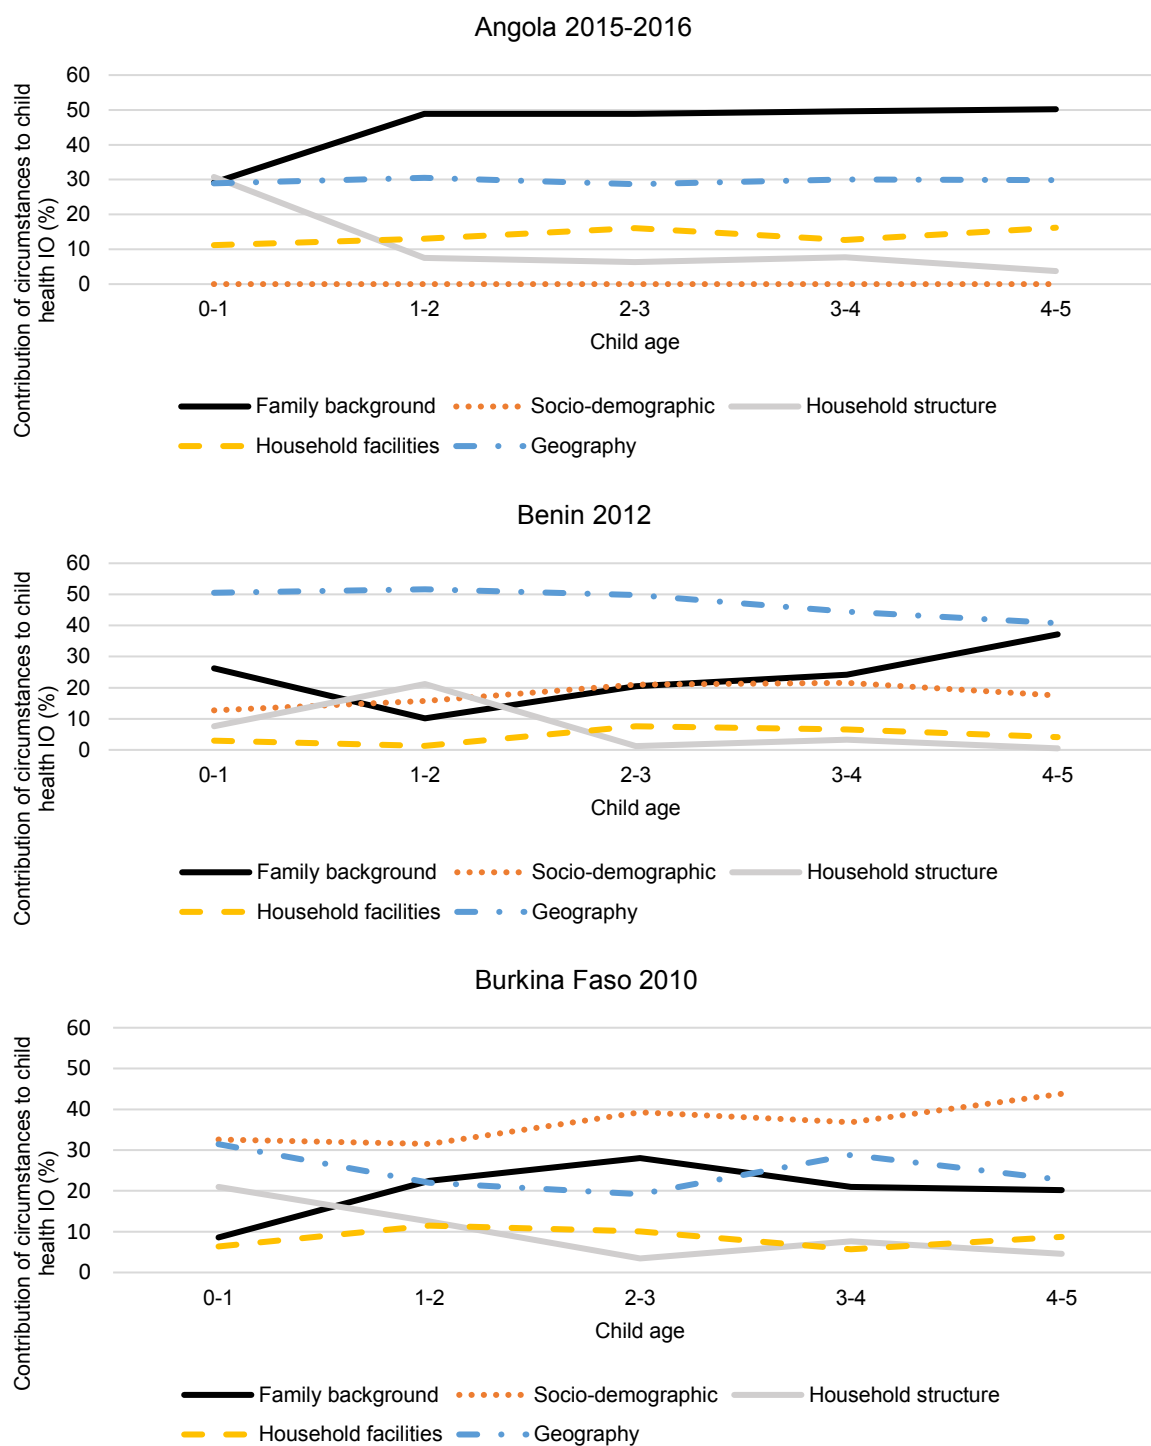 Angola 2015-2016
Contribution of circumstances to child
health IO (%)
60
50
40
30
20
10
0
0-1 1-2 2-3 3-4 4-5
Child age
Family background Socio-demographic Household structure
Household facilities Geography
Benin 2012
Contribution of circumstances to child
health IO (%)
60
50
40
30
20
10
0
0-1 1-2 2-3 3-4 4-5
Child age
Family background Socio-demographic Household structure
Household facilities Geography
Burkina Faso 2010
Contribution of circumstances to child
health IO (%)
60
50
40
30
20
10
0
0-1 1-2 2-3 3-4 4-5
Child age
Family background Socio-demographic Household structure
Household facilities Geography